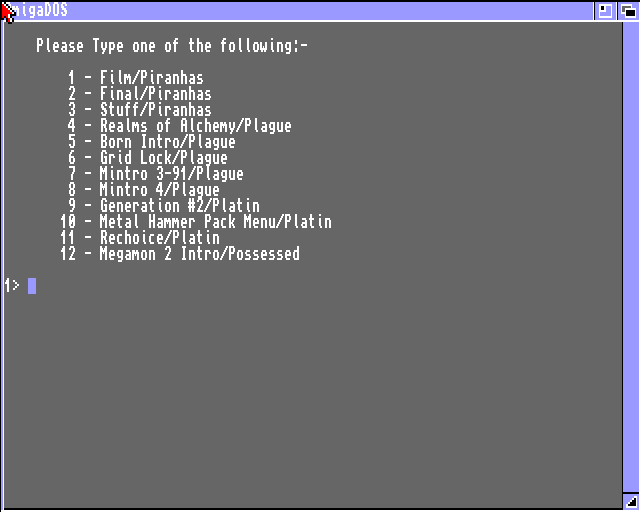 AmigaDOS
Please Type one of the following:-
1 - Film/Piranhas
2 - Final/Piranhas
3 - Stuff/Piranhas
4 - Realms of Alchemy/Plague
5 - Born Intro/Plague
6 - Grid Lock/Plague
7 - Mintro 3-91/Plague
8 - Mintro 4/Plague
9 - Generation #2/Platin
10 - Metal Hammer Pack Menu/Platin
11 - Rechoice/Platin
12 - Megamon 2 Intro/Possessed
1>